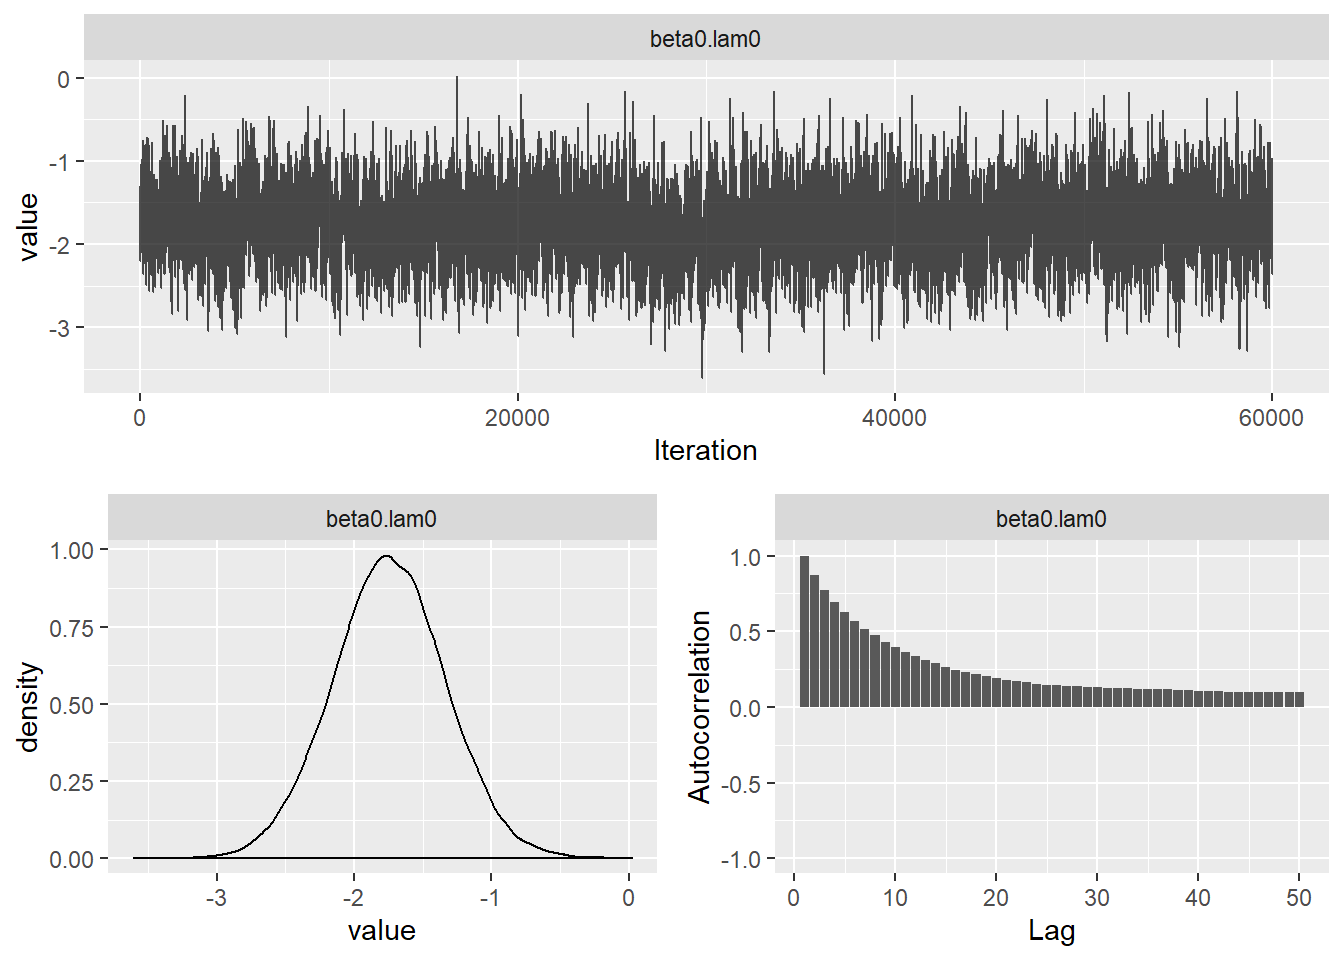 beta0.lam0
value
0
-1
-2
-3
0 20000 40000 60000
Iteration
beta0.lam0
density
1.00
0.75
0.50
0.25
0.00
-3 -2 -1 0
value
beta0.lam0
Autocorrelation
1.0
0.5
0.0
-0.5
-1.0
0 10 20 30 40 50
Lag